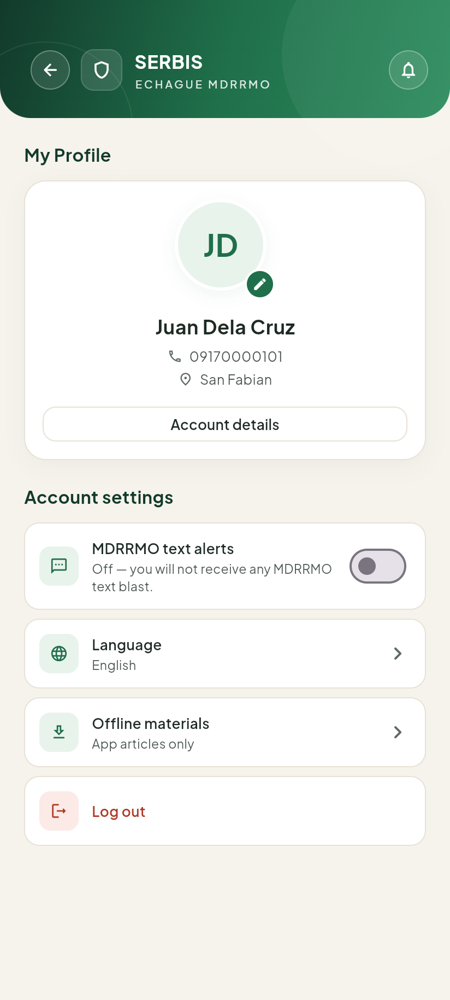 SERBIS
ECHAGUE MDRRMO
My Profile
JD
Juan Dela Cruz
09170000101
San Fabian
Account details
Account settings
MDRRMO text alerts
Off — you will not receive any MDRRMO
text blast.
Language
English
Offline materials
App articles only
Log out